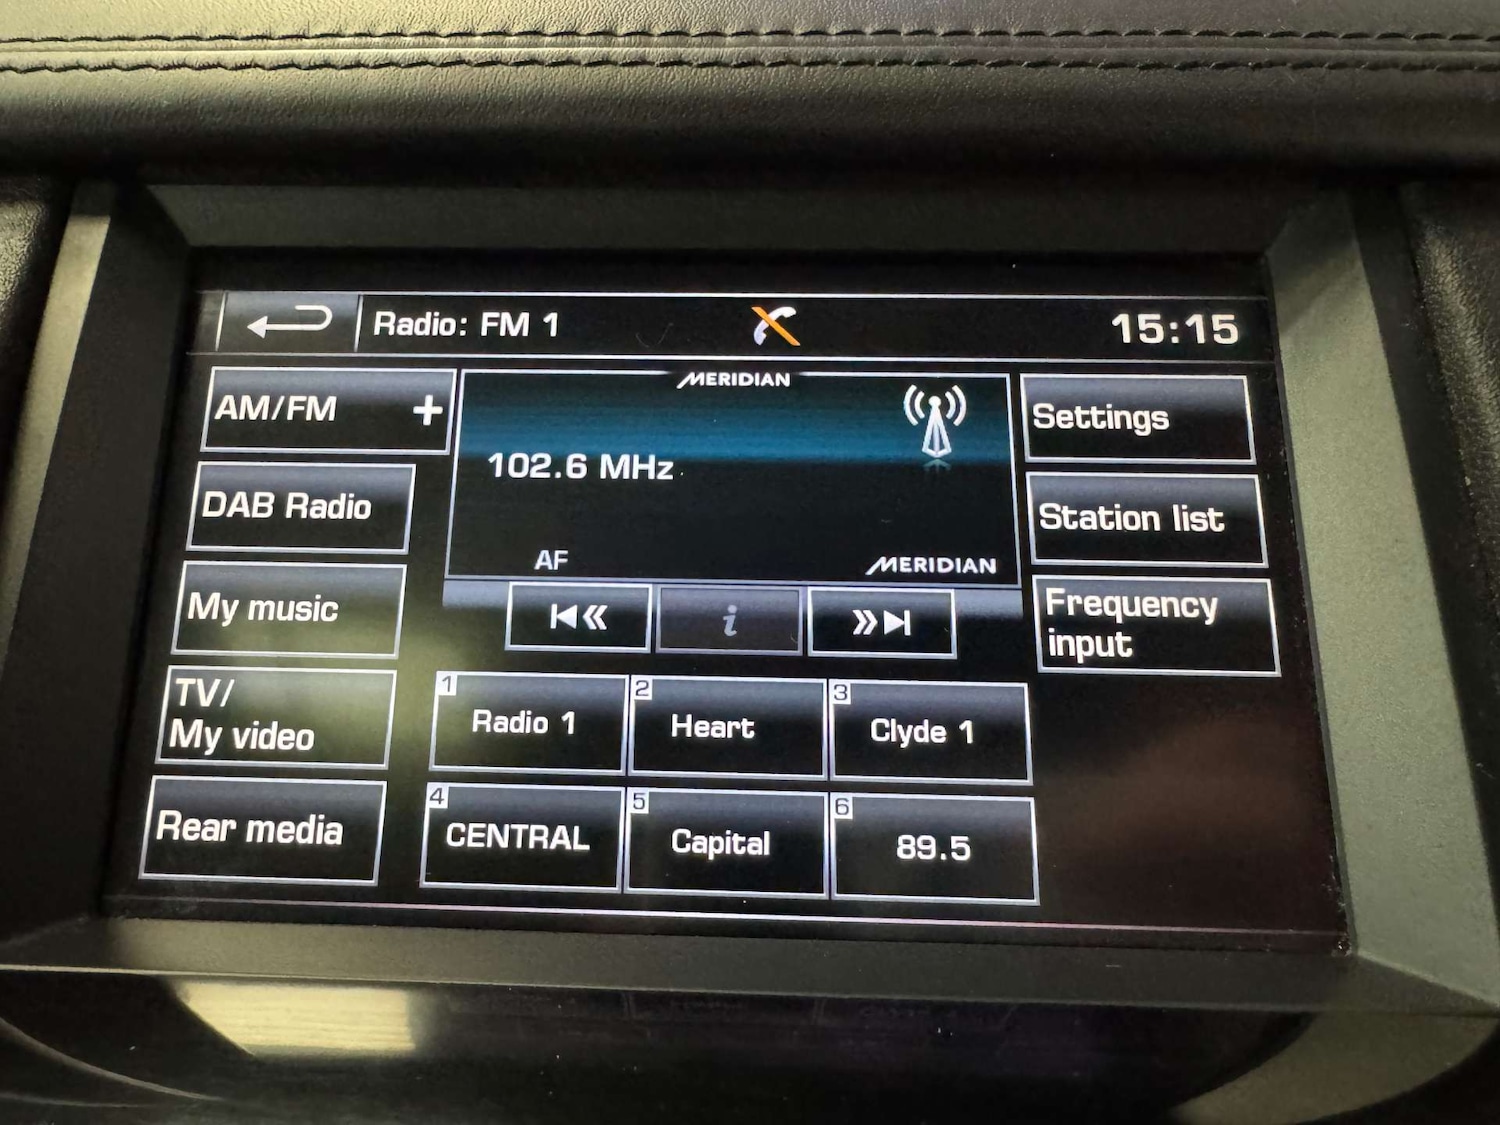 Radio: FM 1
15:15
AM/FM +
MERIDIAN
Settings
102.6 MHz
DAB Radio
Station list
AF
MERIDIAN
My music
i
Frequency
input
TV/
My video
1
Radio 1
2
Heart
3
Clyde 1
Rear media
4
CENTRAL
5
Capital
6
89.5